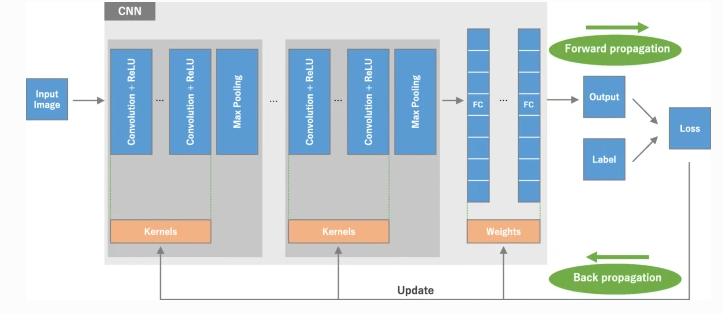 CNN
Forward propagation
Input
Image
Convolution + ReLU
...
Convolution + ReLU
Max Pooling
...
Convolution + ReLU
...
Convolution + ReLU
Max Pooling
FC
...
FC
Output
Label
Loss
Kernels
Kernels
Weights
Back propagation
Update